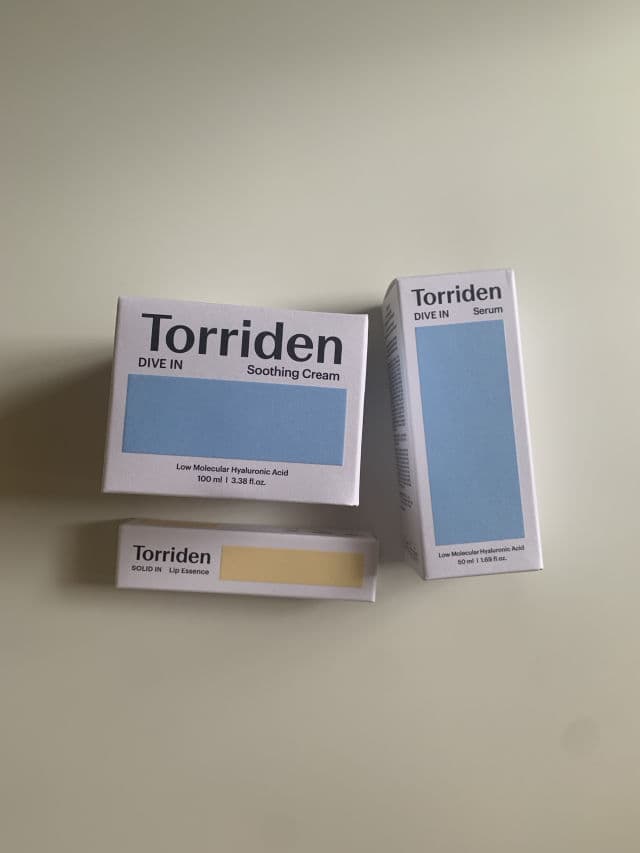 Torriden
DIVE IN Soothing Cream
Low Molecular Hyaluronic Acid
100 ml | 3.38 fl.oz.
Torriden
DIVE IN Serum
Low Molecular Hyaluronic Acid
50 ml | 1.69 fl.oz.
Torriden
SOLID IN Lip Essence